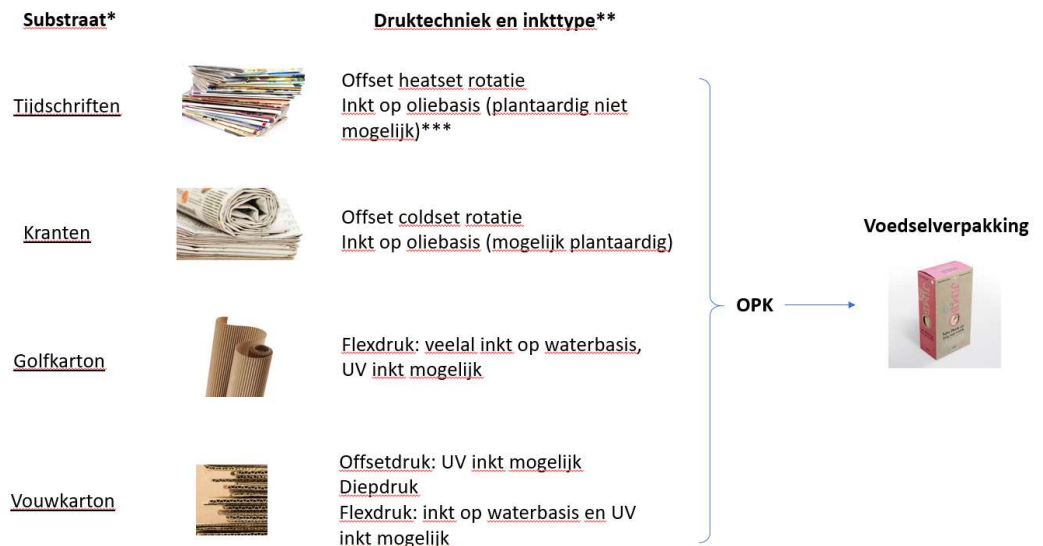 Substraat*
Druktechniek en inkttype**
Tijdschriften
Offset heatset rotatie
Inkt op oliebasis (plantaardig niet
mogelijk)***
Kranten
Offset coldset rotatie
Inkt op oliebasis (mogelijk plantaardig)
Golfkarton
Flexdruk: veelal inkt op waterbasis,
UV inkt mogelijk
Vouwkarton
Offsetdruk: UV inkt mogelijk
Diepdruk
Flexdruk: inkt op waterbasis en UV
inkt mogelijk
OPK
Voedselverpakking